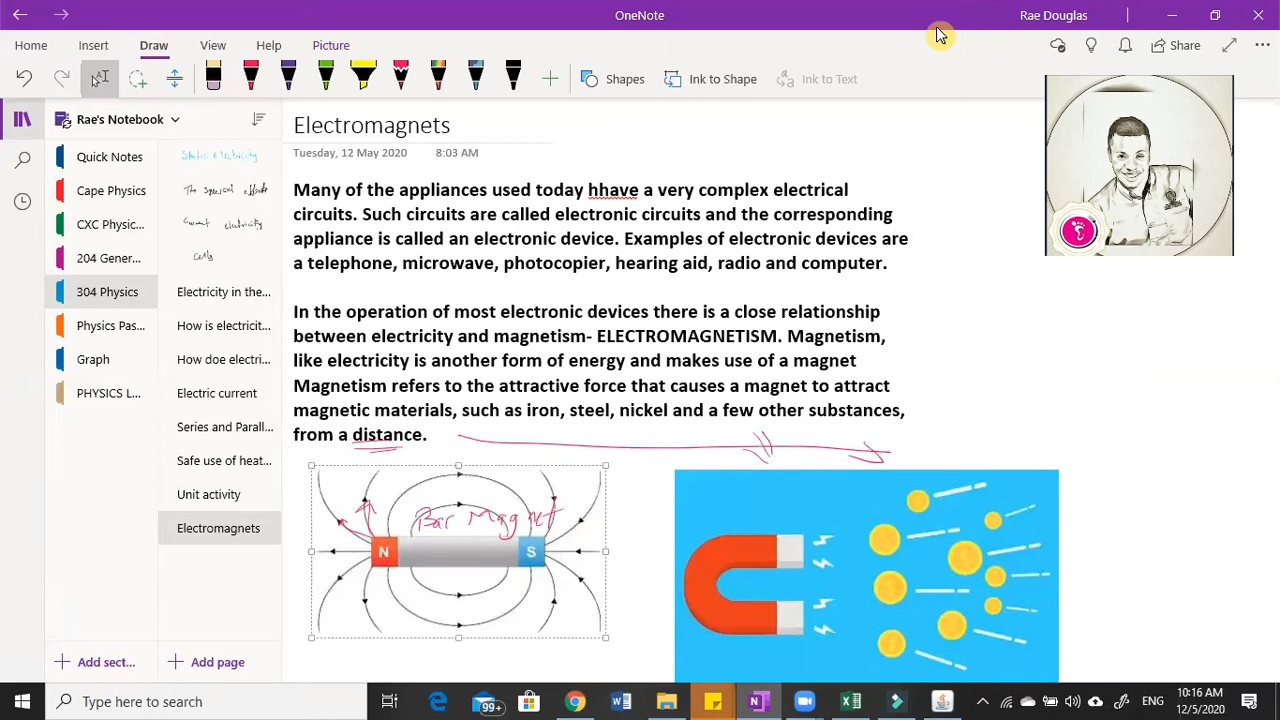 OneNote
Rae Douglas
Home Insert Draw View Help Picture
Share
Shapes Ink to Shape Ink to Text
Rae's Notebook
Quick Notes
Cape Physics
CXC Physic...
204 Gener...
304 Physics
Physics Pas...
Graph
PHYSICS L...
Static electricity
Current electricity
Cells
Electricity in the...
How is electricit...
How doe electri...
Electric current
Series and Parall...
Safe use of heat...
Unit activity
Electromagnets
Add sect...
Add page
Electromagnets
Tuesday, 12 May 2020 8:03 AM
Many of the appliances used today hhave a very complex electrical
circuits. Such circuits are called electronic circuits and the corresponding
appliance is called an electronic device. Examples of electronic devices are
a telephone, microwave, photocopier, hearing aid, radio and computer.
In the operation of most electronic devices there is a close relationship
between electricity and magnetism- ELECTROMAGNETISM. Magnetism,
like electricity is another form of energy and makes use of a magnet
Magnetism refers to the attractive force that causes a magnet to attract
magnetic materials, such as iron, steel, nickel and a few other substances,
from a distance.
Bar Magnet
N S
Type here to search
99+
ENG
10:16 AM
12/5/2020